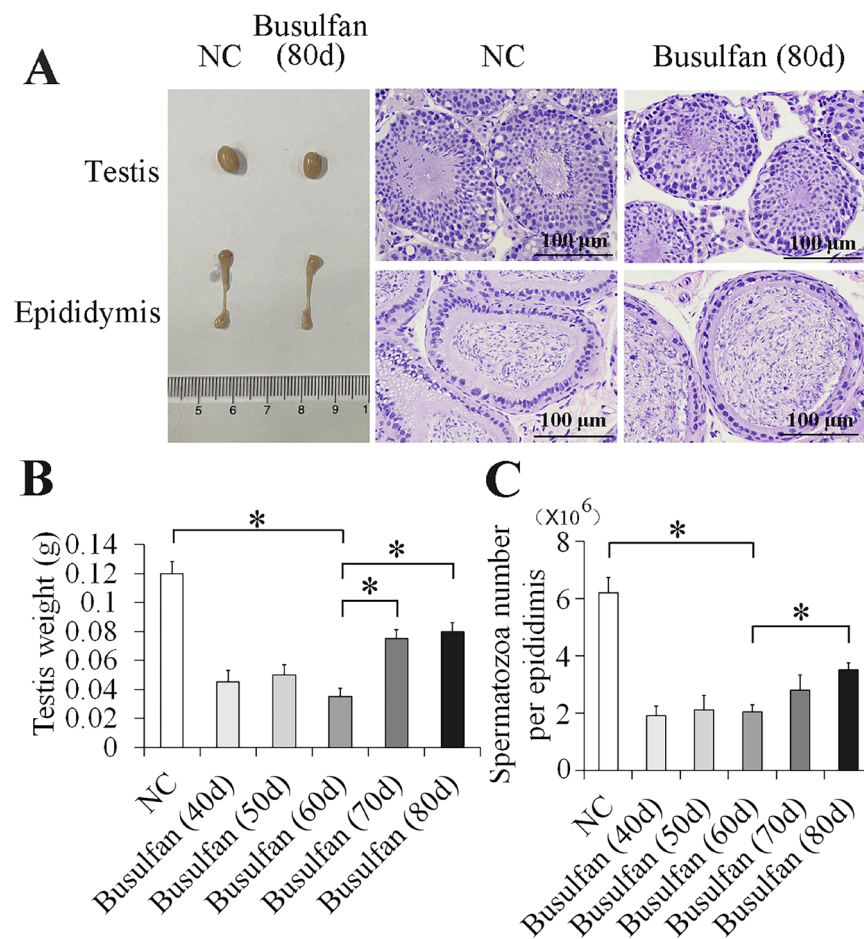 A
NC
Busulfan
(80d)
NC
Busulfan (80d)
Testis
Epididymis
100 μm
100 μm
100 μm
100 μm
5 6 7 8 9 1
B
Testis weight (g)
0.14
0.12
0.1
0.08
0.06
0.04
0.02
0
*
*
*
NC
Busulfan (40d)
Busulfan (50d)
Busulfan (60d)
Busulfan (70d)
Busulfan (80d)
C
(X10⁶)
Spermatozoa number
per epididimis
8
6
4
2
0
*
*
NC
Busulfan (40d)
Busulfan (50d)
Busulfan (60d)
Busulfan (70d)
Busulfan (80d)